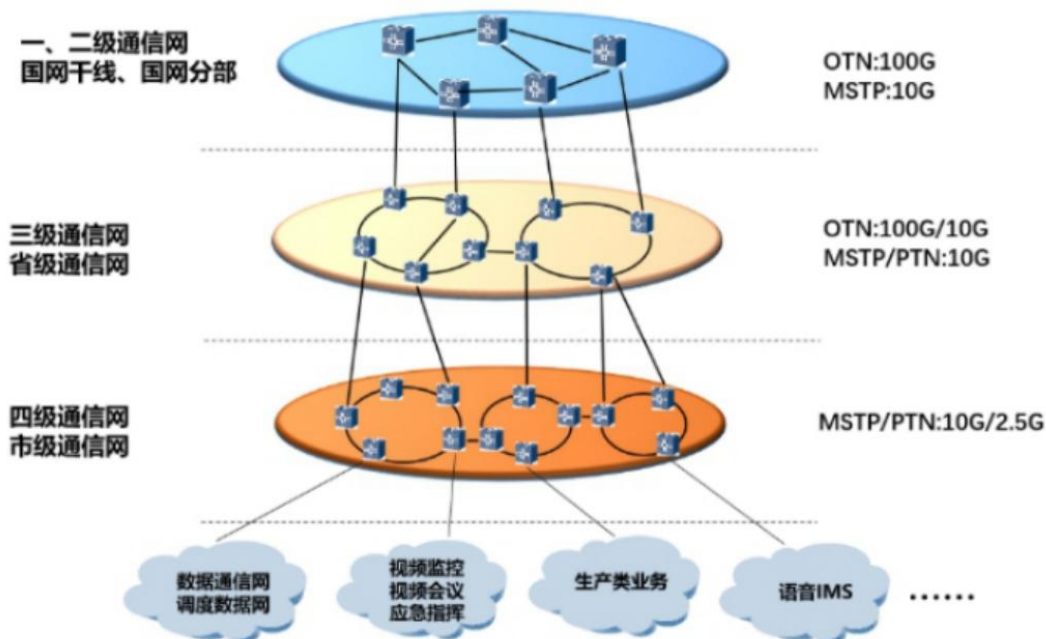 一、二级通信网
国网干线、国网分部
OTN:100G
MSTP:10G
三级通信网
省级通信网
OTN:100G/10G
MSTP/PTN:10G
四级通信网
市级通信网
MSTP/PTN:10G/2.5G
数据通信网
调度数据网
视频监控
视频会议
应急指挥
生产类业务
语音IMS
……